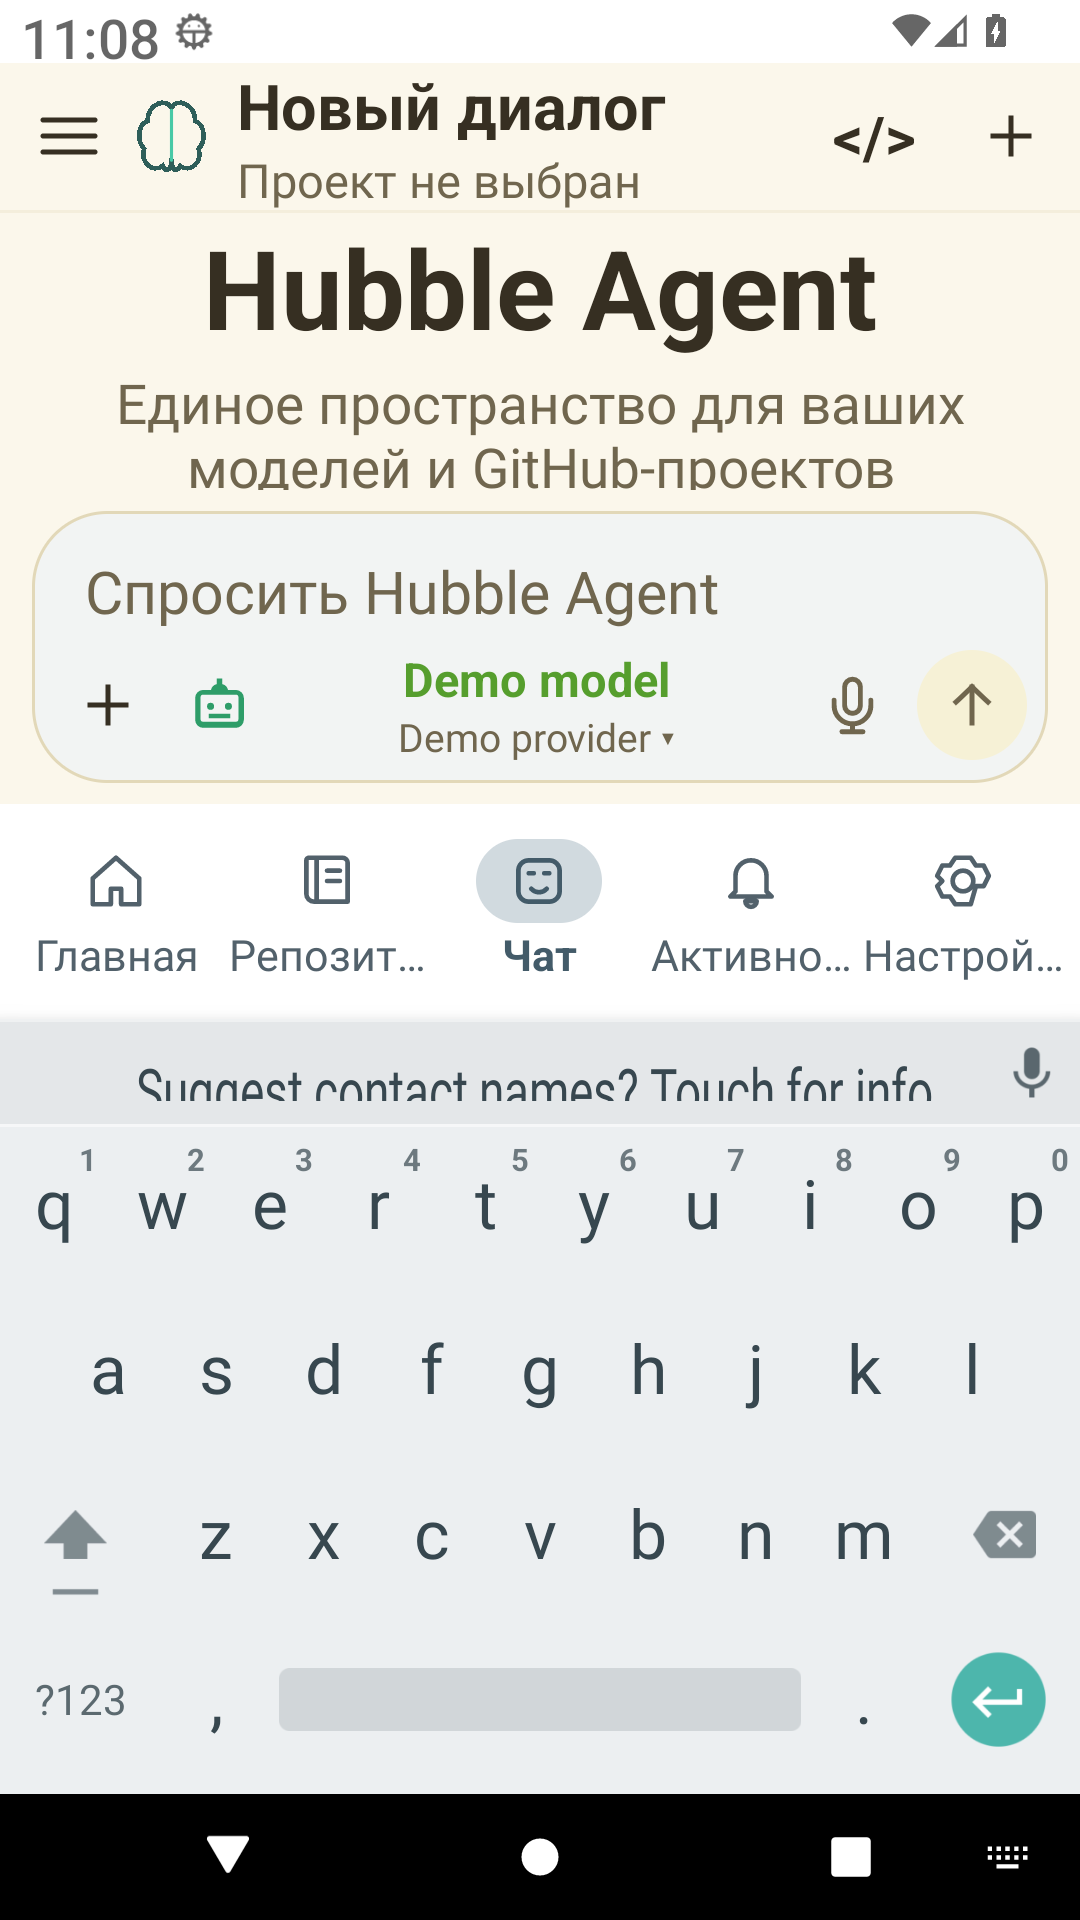 11:08
Новый диалог
Проект не выбран
</>
Hubble Agent
Единое пространство для ваших
моделей и GitHub-проектов
Спросить Hubble Agent
Demo model
Demo provider ▾
Главная Репозит... Чат Активно... Настрой...
Suggest contact names? Touch for info
1 2 3 4 5 6 7 8 9 0
q w e r t y u i o p
a s d f g h j k l
z x c v b n m
?123 , .